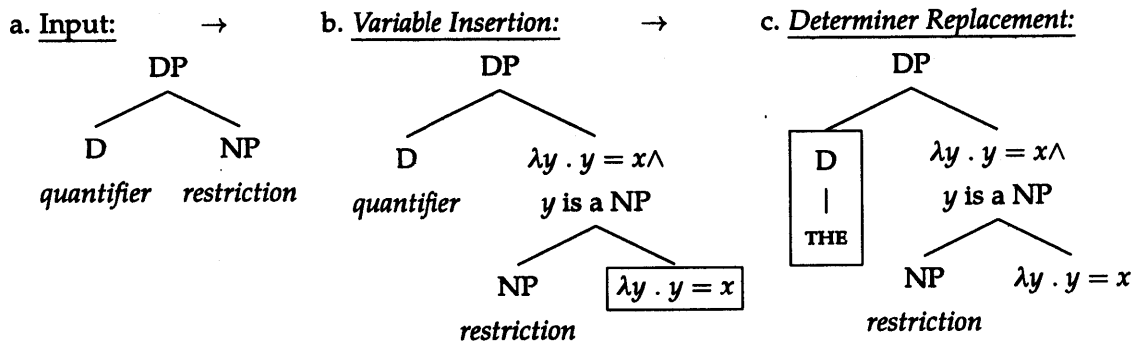 a. Input: → b. Variable Insertion: → c. Determiner Replacement:
DP DP DP
D NP D λy . y = x∧ D λy . y = x∧
quantifier restriction quantifier y is a NP y is a NP
THE
NP λy . y = x NP λy . y = x
restriction restriction